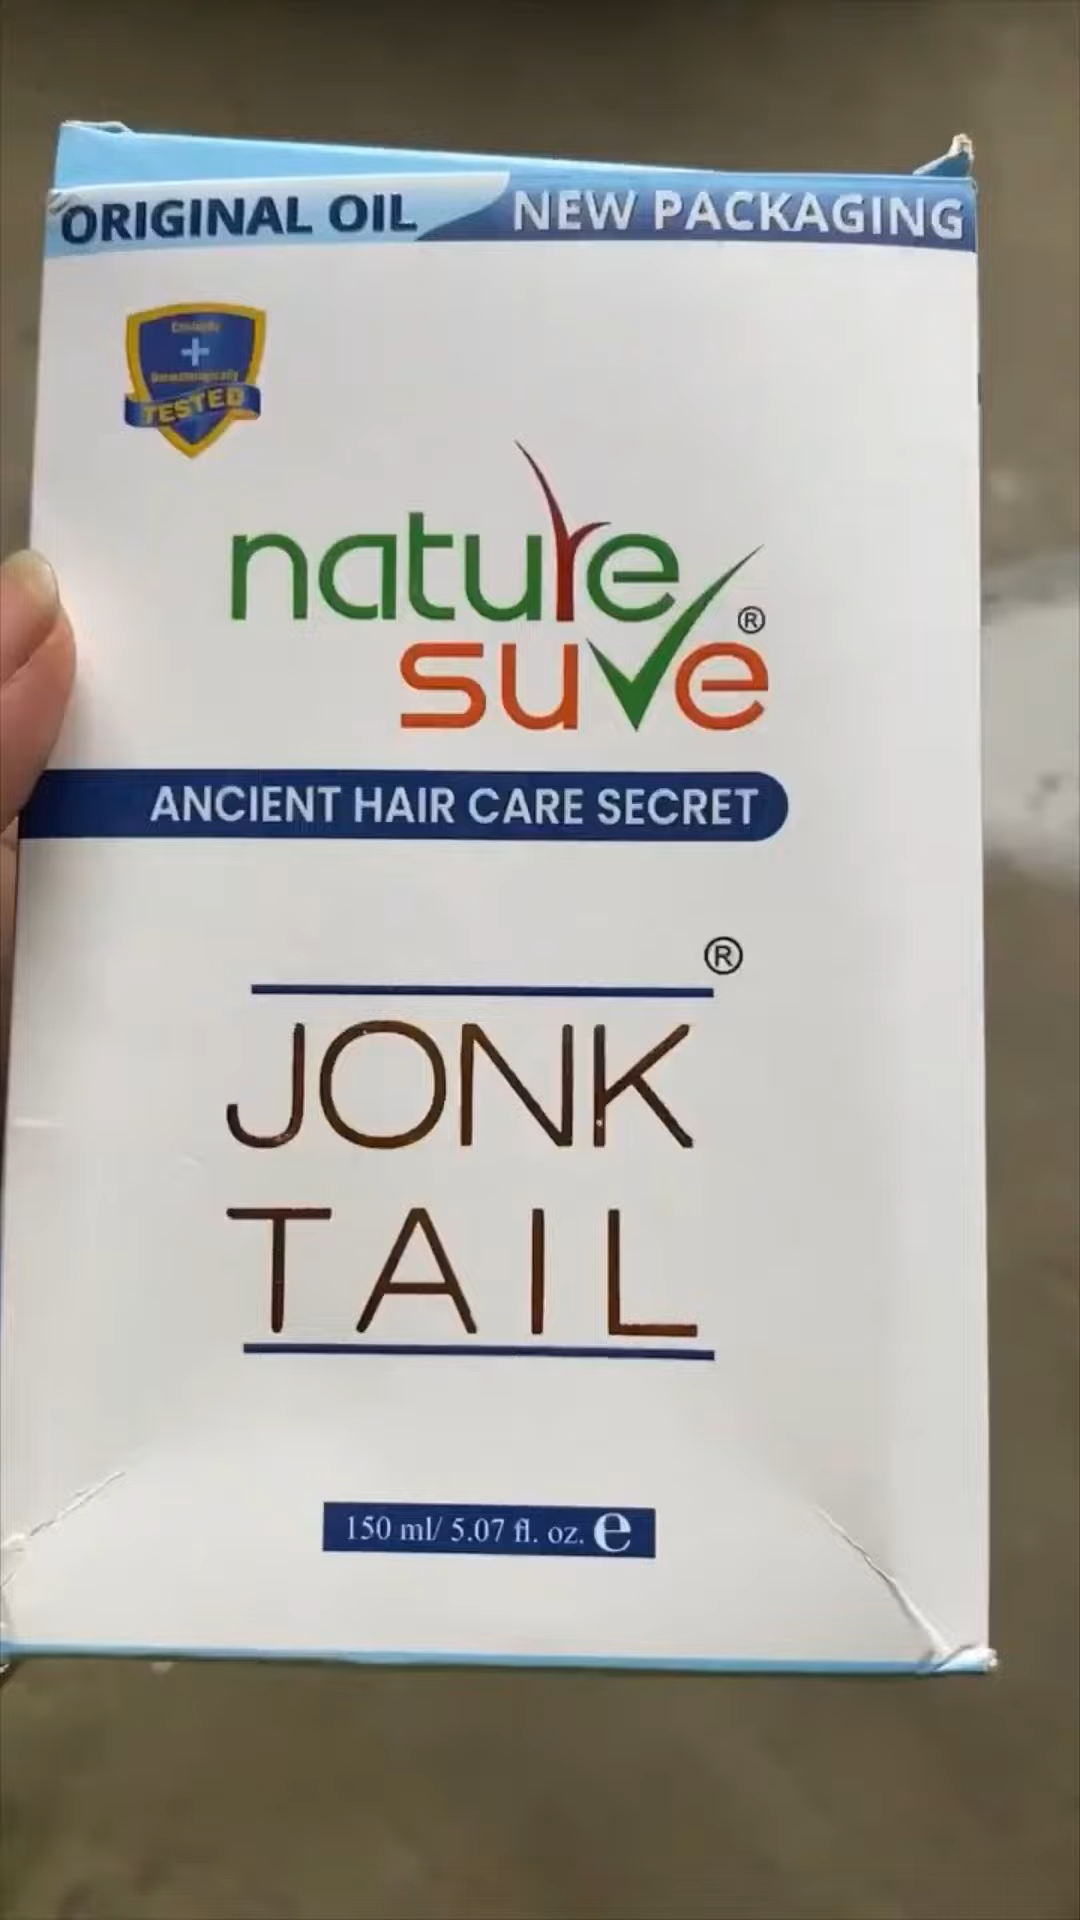 ORIGINAL OIL
NEW PACKAGING
+
Dermatologically
TESTED
nature
suve®
ANCIENT HAIR CARE SECRET
®
JONK
TAIL
150 ml/ 5.07 fl. oz. e